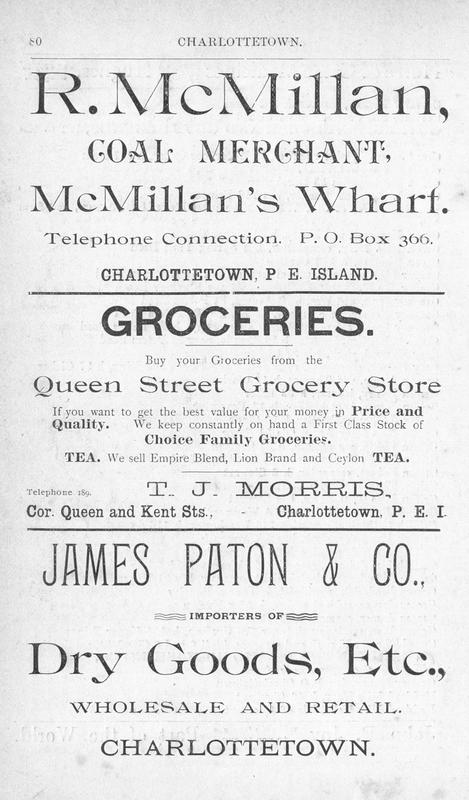 80
CHARLOTTETOWN.
R. McMillan,
COAL MERCHANT,
McMillan's Wharf.
Telephone Connection. P. O. Box 366.
CHARLOTTETOWN, P E. ISLAND.
GROCERIES.
Buy your Groceries from the
Queen Street Grocery Store
If you want to get the best value for your money in Price and
Quality. We keep constantly on hand a First Class Stock of
Choice Family Groceries.
TEA. We sell Empire Blend, Lion Brand and Ceylon TEA.
Telephone 189. T. J. MORRIS,
Cor. Queen and Kent Sts., - Charlottetown, P. E. I
JAMES PATON & CO.,
IMPORTERS OF
Dry Goods, Etc.,
WHOLESALE AND RETAIL.
CHARLOTTETOWN.